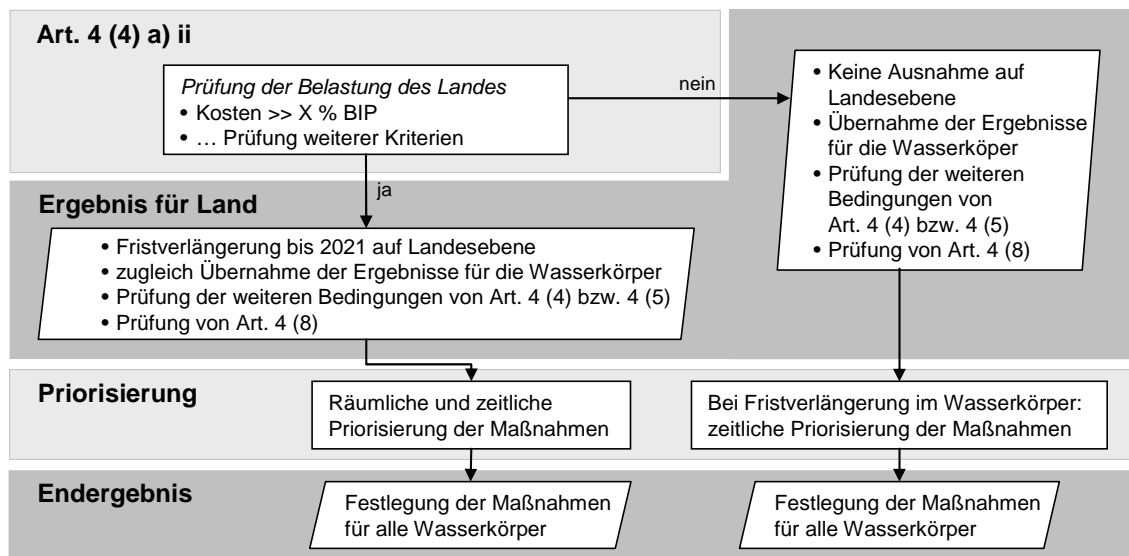 Art. 4 (4) a) ii
Prüfung der Belastung des Landes
• Kosten >> X % BIP
• … Prüfung weiterer Kriterien
nein
ja
• Keine Ausnahme auf
Landesebene
• Übernahme der Ergebnisse
für die Wasserköper
• Prüfung der weiteren
Bedingungen von
Art. 4 (4) bzw. 4 (5)
• Prüfung von Art. 4 (8)
Ergebnis für Land
• Fristverlängerung bis 2021 auf Landesebene
• zugleich Übernahme der Ergebnisse für die Wasserkörper
• Prüfung der weiteren Bedingungen von Art. 4 (4) bzw. 4 (5)
• Prüfung von Art. 4 (8)
Priorisierung
Räumliche und zeitliche
Priorisierung der Maßnahmen
Bei Fristverlängerung im Wasserkörper:
zeitliche Priorisierung der Maßnahmen
Endergebnis
Festlegung der Maßnahmen
für alle Wasserkörper
Festlegung der Maßnahmen
für alle Wasserkörper